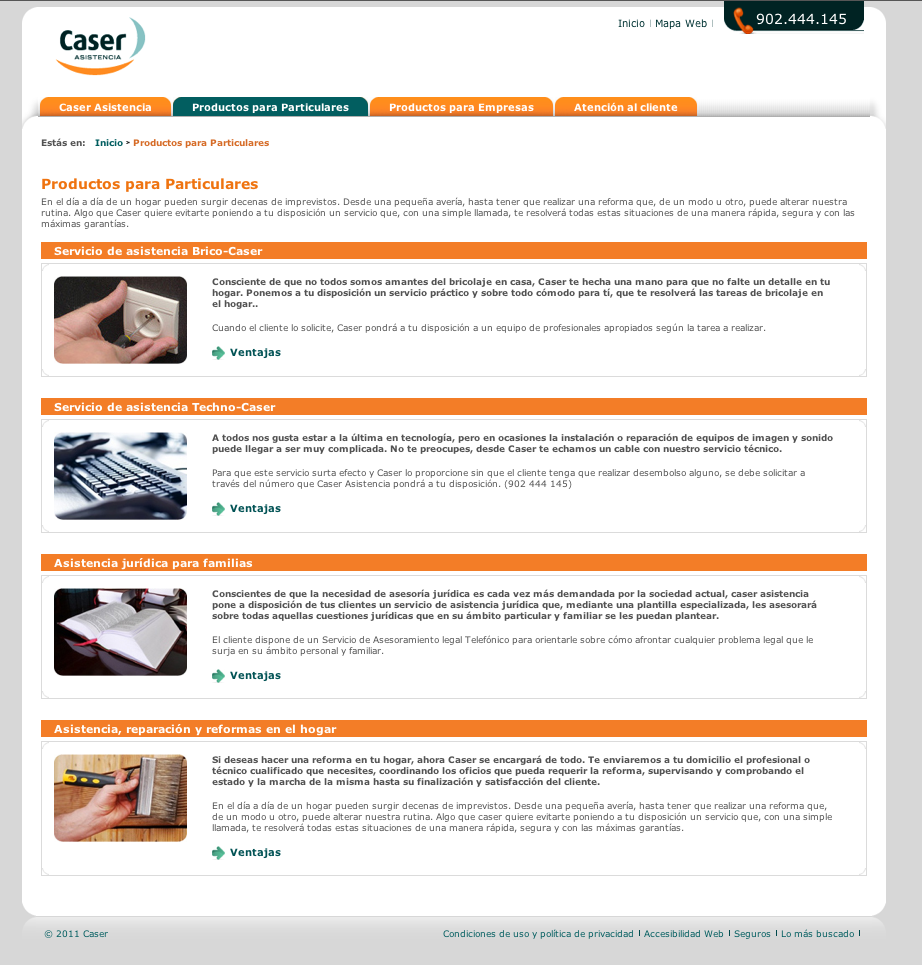 Caser
ASISTENCIA
Inicio | Mapa Web |
902.444.145
Caser Asistencia
Productos para Particulares
Productos para Empresas
Atención al cliente
Estás en: Inicio > Productos para Particulares
Productos para Particulares
En el día a día de un hogar pueden surgir decenas de imprevistos. Desde una pequeña avería, hasta tener que realizar una reforma que, de un modo u otro, puede alterar nuestra
rutina. Algo que Caser quiere evitarte poniendo a tu disposición un servicio que, con una simple llamada, te resolverá todas estas situaciones de una manera rápida, segura y con las
máximas garantías.
Servicio de asistencia Brico-Caser
Consciente de que no todos somos amantes del bricolaje en casa, Caser te hecha una mano para que no falte un detalle en tu
hogar. Ponemos a tu disposición un servicio práctico y sobre todo cómodo para tí, que te resolverá las tareas de bricolaje en
el hogar..
Cuando el cliente lo solicite, Caser pondrá a tu disposición a un equipo de profesionales apropiados según la tarea a realizar.
Ventajas
Servicio de asistencia Techno-Caser
A todos nos gusta estar a la última en tecnología, pero en ocasiones la instalación o reparación de equipos de imagen y sonido
puede llegar a ser muy complicada. No te preocupes, desde Caser te echamos un cable con nuestro servicio técnico.
Para que este servicio surta efecto y Caser lo proporcione sin que el cliente tenga que realizar desembolso alguno, se debe solicitar a
través del número que Caser Asistencia pondrá a tu disposición. (902 444 145)
Ventajas
Asistencia jurídica para familias
Conscientes de que la necesidad de asesoría jurídica es cada vez más demandada por la sociedad actual, caser asistencia
pone a disposición de tus clientes un servicio de asistencia jurídica que, mediante una plantilla especializada, les asesorará
sobre todas aquellas cuestiones jurídicas que en su ámbito particular y familiar se les puedan plantear.
El cliente dispone de un Servicio de Asesoramiento legal Telefónico para orientarle sobre cómo afrontar cualquier problema legal que le
surja en su ámbito personal y familiar.
Ventajas
Asistencia, reparación y reformas en el hogar
Si deseas hacer una reforma en tu hogar, ahora Caser se encargará de todo. Te enviaremos a tu domicilio el profesional o
técnico cualificado que necesites, coordinando los oficios que pueda requerir la reforma, supervisando y comprobando el
estado y la marcha de la misma hasta su finalización y satisfacción del cliente.
En el día a día de un hogar pueden surgir decenas de imprevistos. Desde una pequeña avería, hasta tener que realizar una reforma que,
de un modo u otro, puede alterar nuestra rutina. Algo que caser quiere evitarte poniendo a tu disposición un servicio que, con una simple
llamada, te resolverá todas estas situaciones de una manera rápida, segura y con las máximas garantías.
Ventajas
© 2011 Caser
Condiciones de uso y política de privacidad | Accesibilidad Web | Seguros | Lo más buscado |